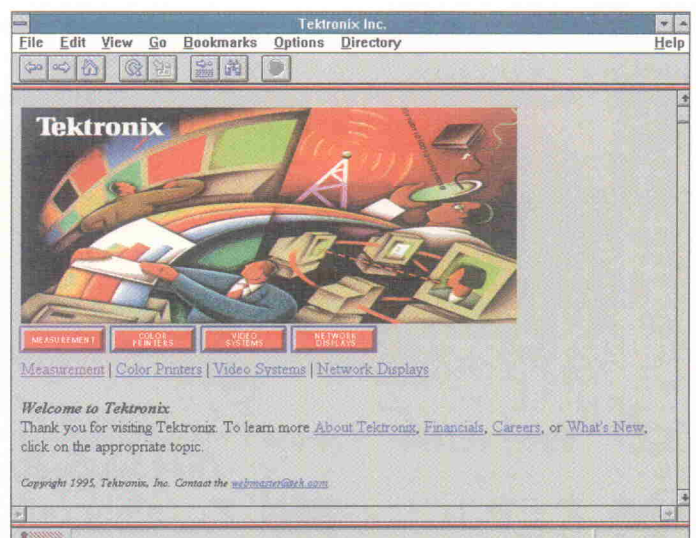 Tektronix Inc.
File Edit View Go Bookmarks Options Directory Help
Tektronix
MEASUREMENT
COLOR
PRINTERS
VIDEO
SYSTEMS
NETWORK
DISPLAYS
Measurement | Color Printers | Video Systems | Network Displays
Welcome to Tektronix
Thank you for visiting Tektronix. To learn more About Tektronix, Financials, Careers, or What's New,
click on the appropriate topic.
Copyright 1995, Tektronix, Inc. Contact the webmaster@tek.com